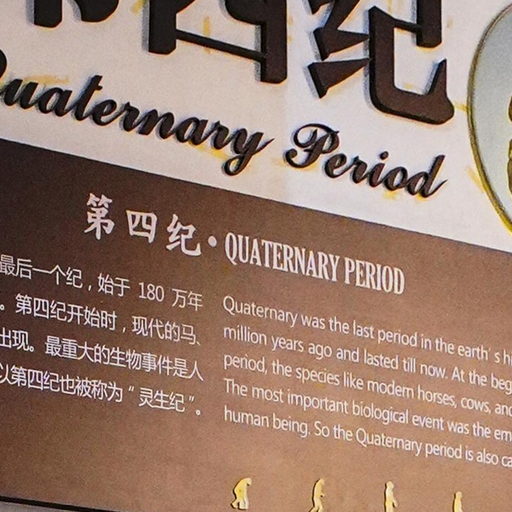 第四纪
Quaternary Period
第四纪 · QUATERNARY PERIOD
最后一个纪，始于 180 万年
。第四纪开始时，现代的马、
出现。最重大的生物事件是人
以第四纪也被称为“灵生纪”。
Quaternary was the last period in the earth's
million years ago and lasted till now. At the
period, the species like modern horses, cows, and
The most important biological event was the
human being. So the Quaternary period is also